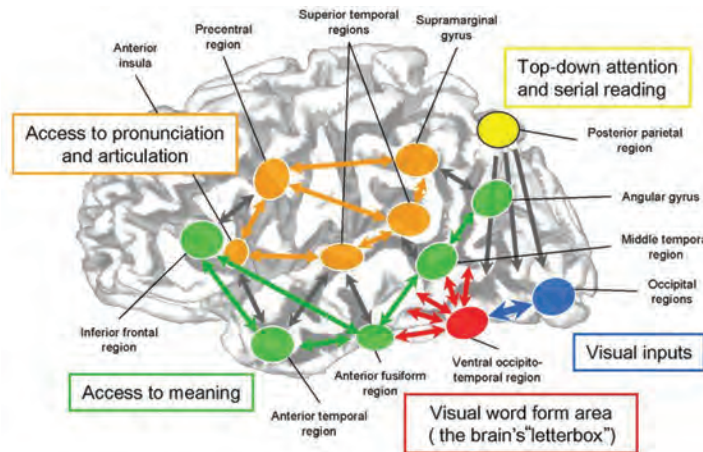 Superior temporal
regions
Supramarginal
gyrus
Precentral
region
Anterior
insula
Top-down attention
and serial reading
Access to pronunciation
and articulation
Posterior parietal
region
Angular gyrus
Middle temporal
region
Occipital
regions
Inferior frontal
region
Visual inputs
Ventral occipito-
temporal region
Anterior fusiform
region
Access to meaning
Anterior temporal
region
Visual word form area
( the brain's"letterbox")